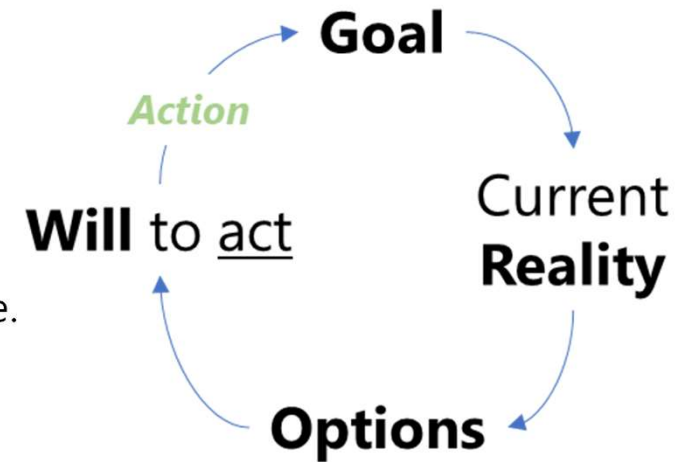 Goal
Action
Current
Reality
Will to act
e.
Options